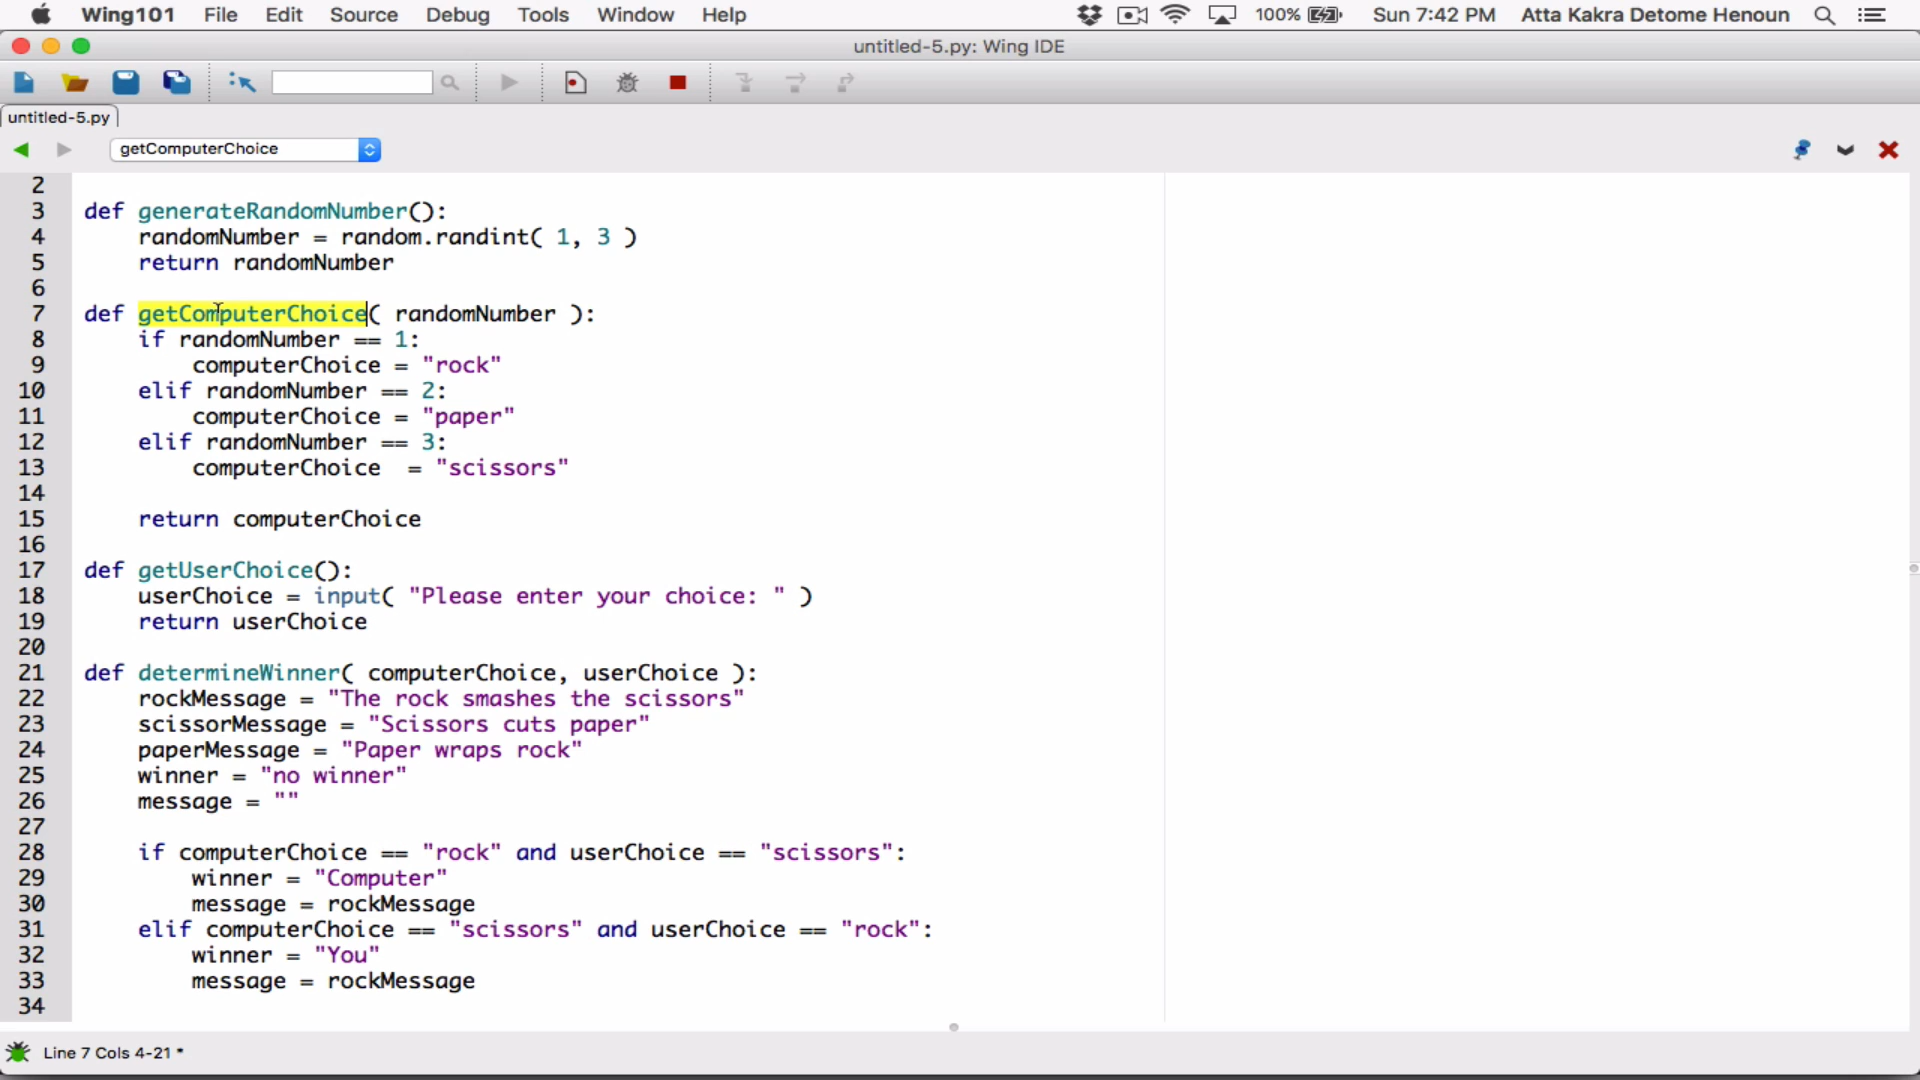 Wing101 File Edit Source Debug Tools Window Help 100% Sun 7:42 PM Atta Kakra Detome Henoun
untitled-5.py: Wing IDE
untitled-5.py
getComputerChoice
2
3 def generateRandomNumber():
4     randomNumber = random.randint( 1, 3 )
5     return randomNumber
6
7 def getComputerChoice( randomNumber ):
8     if randomNumber == 1:
9         computerChoice = "rock"
10     elif randomNumber == 2:
11         computerChoice = "paper"
12     elif randomNumber == 3:
13         computerChoice  = "scissors"
14
15     return computerChoice
16
17 def getUserChoice():
18     userChoice = input( "Please enter your choice: " )
19     return userChoice
20
21 def determineWinner( computerChoice, userChoice ):
22     rockMessage = "The rock smashes the scissors"
23     scissorMessage = "Scissors cuts paper"
24     paperMessage = "Paper wraps rock"
25     winner = "no winner"
26     message = ""
27
28     if computerChoice == "rock" and userChoice == "scissors":
29         winner = "Computer"
30         message = rockMessage
31     elif computerChoice == "scissors" and userChoice == "rock":
32         winner = "You"
33         message = rockMessage
34
Line 7 Cols 4-21 *